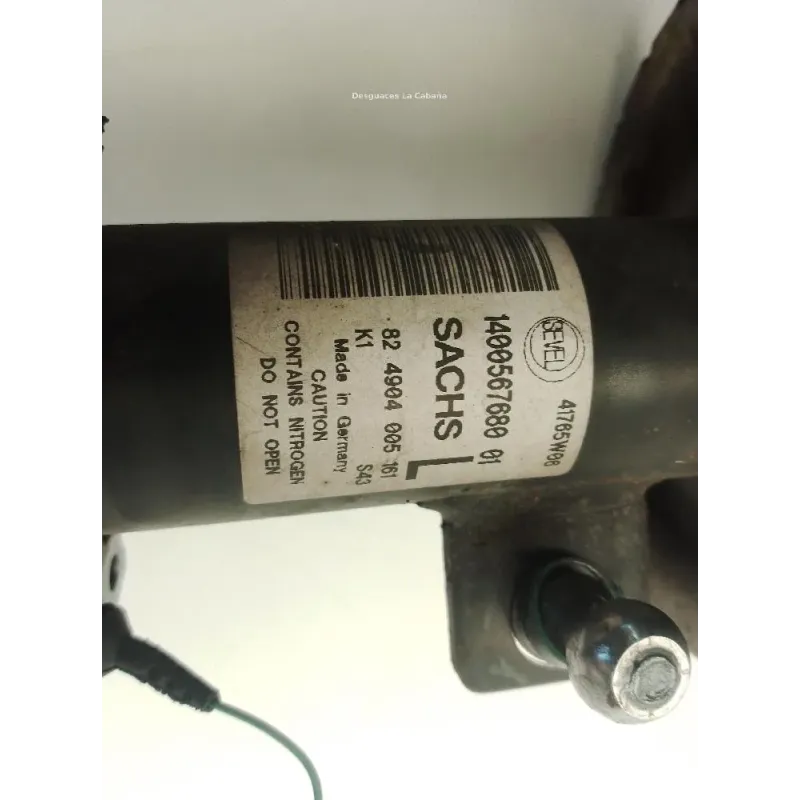 Desguaces La Cabaña
SEVEL
41765W08
1400567680 01
SACHS L
82 4904 005 161
K1 S43
Made in Germany
CAUTION
CONTAINS NITROGEN
DO NOT OPEN